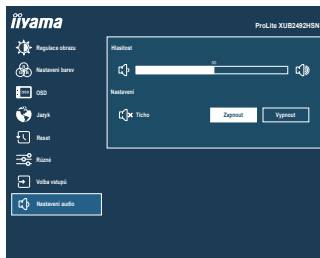 iiyama
ProLite XUB2492HSN
Regulace obrazu
Nastavení barev
OSD
Jazyk
Reset
Různé
Volba vstupů
Nastavení audio
Hlasitost
50
Nastavení
Ticho
Zapnout
Vypnout